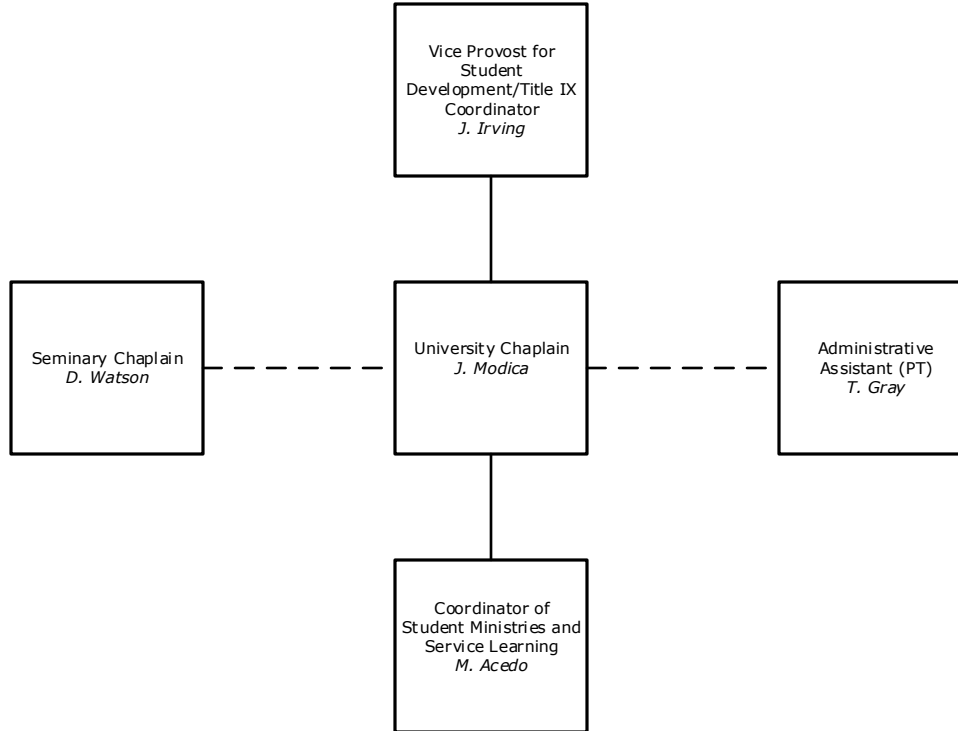 Vice Provost for
Student
Development/Title IX
Coordinator
J. Irving
Seminary Chaplain
D. Watson
University Chaplain
J. Modica
Administrative
Assistant (PT)
T. Gray
Coordinator of
Student Ministries and
Service Learning
M. Acedo